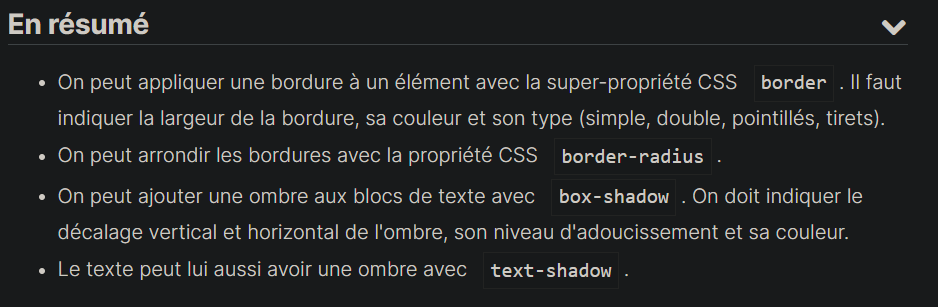 En résumé
• On peut appliquer une bordure à un élément avec la super-propriété CSS border . Il faut
indiquer la largeur de la bordure, sa couleur et son type (simple, double, pointillés, tirets).
• On peut arrondir les bordures avec la propriété CSS border-radius .
• On peut ajouter une ombre aux blocs de texte avec box-shadow . On doit indiquer le
décalage vertical et horizontal de l'ombre, son niveau d'adoucissement et sa couleur.
• Le texte peut lui aussi avoir une ombre avec text-shadow .